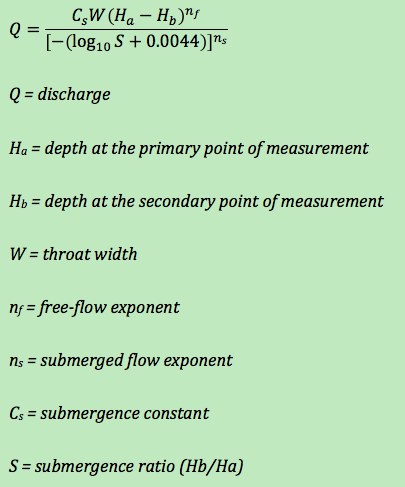 Q = C_s W (H_a − H_b)^{n_f} / [−(log_{10} S + 0.0044)]^{n_s}
Q = discharge
H_a = depth at the primary point of measurement
H_b = depth at the secondary point of measurement
W = throat width
n_f = free-flow exponent
n_s = submerged flow exponent
C_s = submergence constant
S = submergence ratio (Hb/Ha)